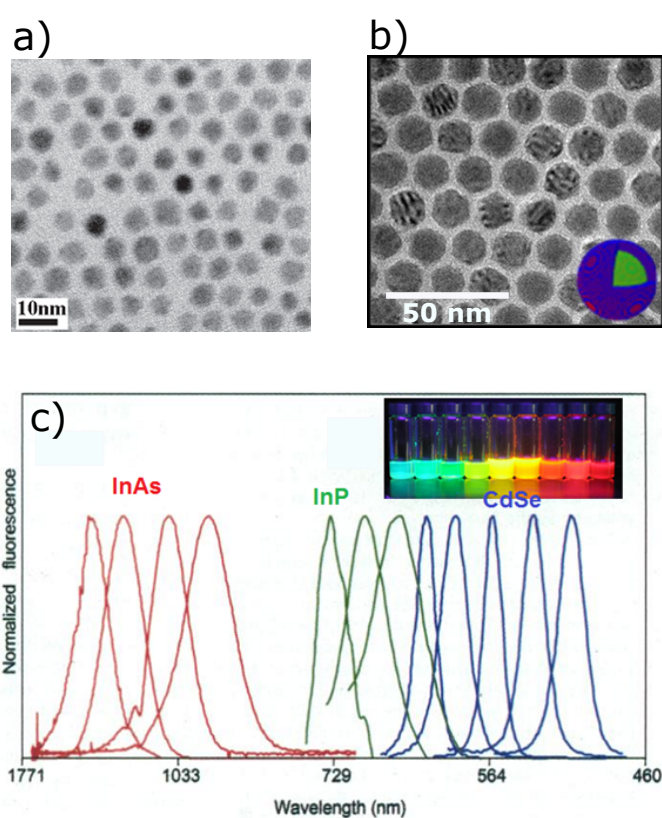 a)
b)
10nm
50 nm
c)
InAs
InP
CdSe
Normalized fluorescence
1771
1033
729
564
460
Wavelength (nm)